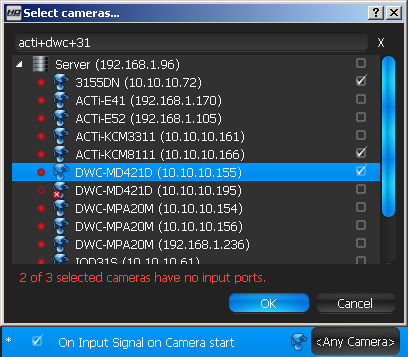 HD Select cameras... ?
acti+dwc+31 X
Server (192.168.1.96)
3155DN (10.10.10.72)
ACTi-E41 (192.168.1.170)
ACTi-E52 (192.168.1.105)
ACTi-KCM3311 (10.10.10.161)
ACTi-KCM8111 (10.10.10.166)
DWC-MD421D (10.10.10.155)
DWC-MD421D (10.10.10.195)
DWC-MPA20M (10.10.10.154)
DWC-MPA20M (10.10.10.156)
DWC-MPA20M (192.168.1.236)
IQD31S (10.10.10.61)
2 of 3 selected cameras have no input ports.
OK Cancel
* On Input Signal on Camera start <Any Camera>